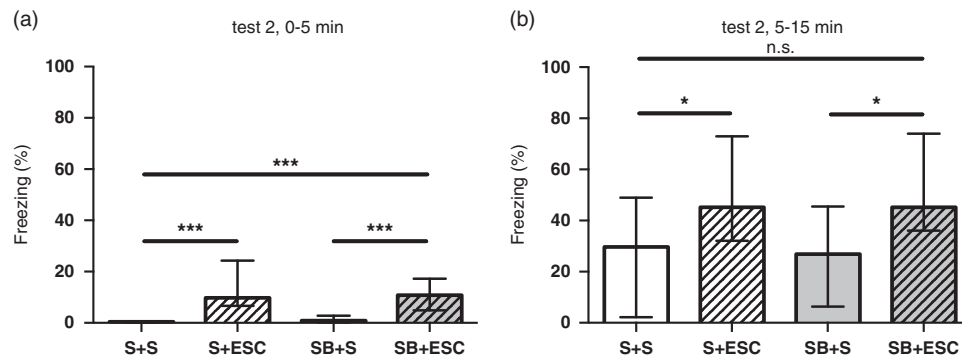 (a)
test 2, 0-5 min
Freezing (%)
100
80
60
40
20
0
***
***
***
S+S
S+ESC
SB+S
SB+ESC
(b)
test 2, 5-15 min
n.s.
Freezing (%)
100
80
60
40
20
0
*
*
S+S
S+ESC
SB+S
SB+ESC